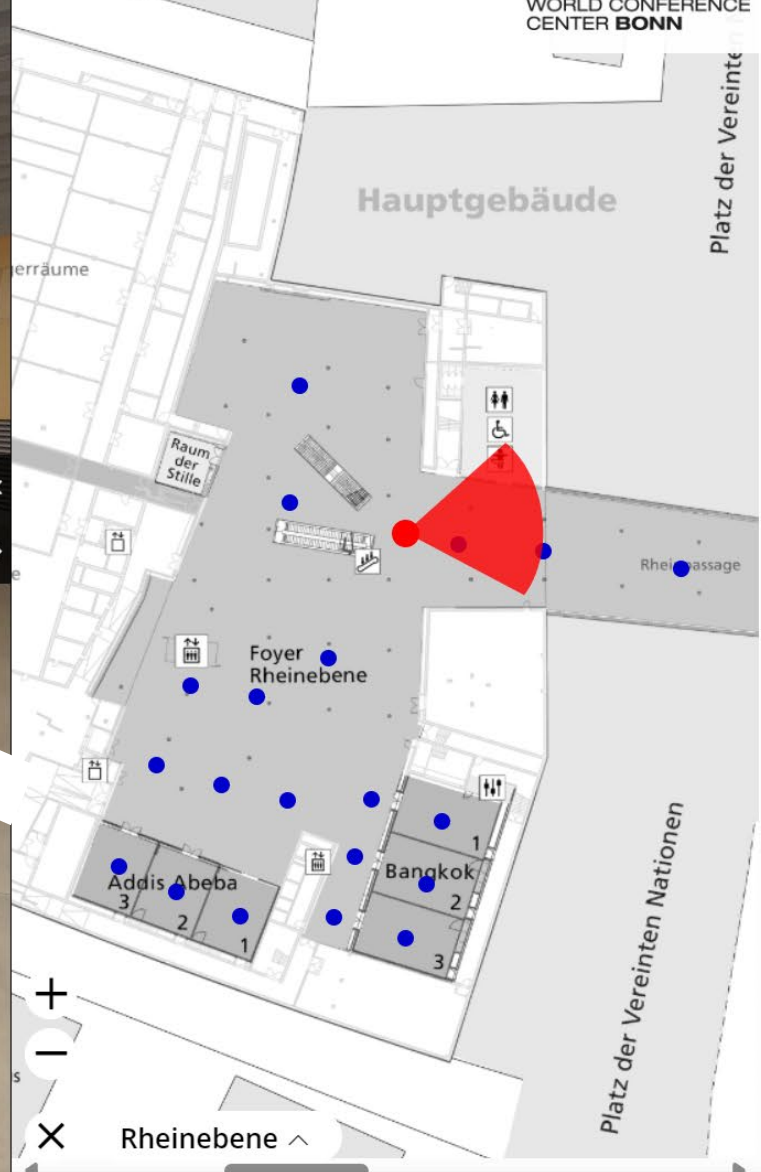 WORLD CONFERENCE
CENTER BONN
Platz der Vereinten N
Hauptgebäude
erräume
Raum
der
Stille
Foyer
Rheinebene
Addis Abeba
3
2
1
Bangkok
1
2
3
Platz der Vereinten Nationen
Rheinebene